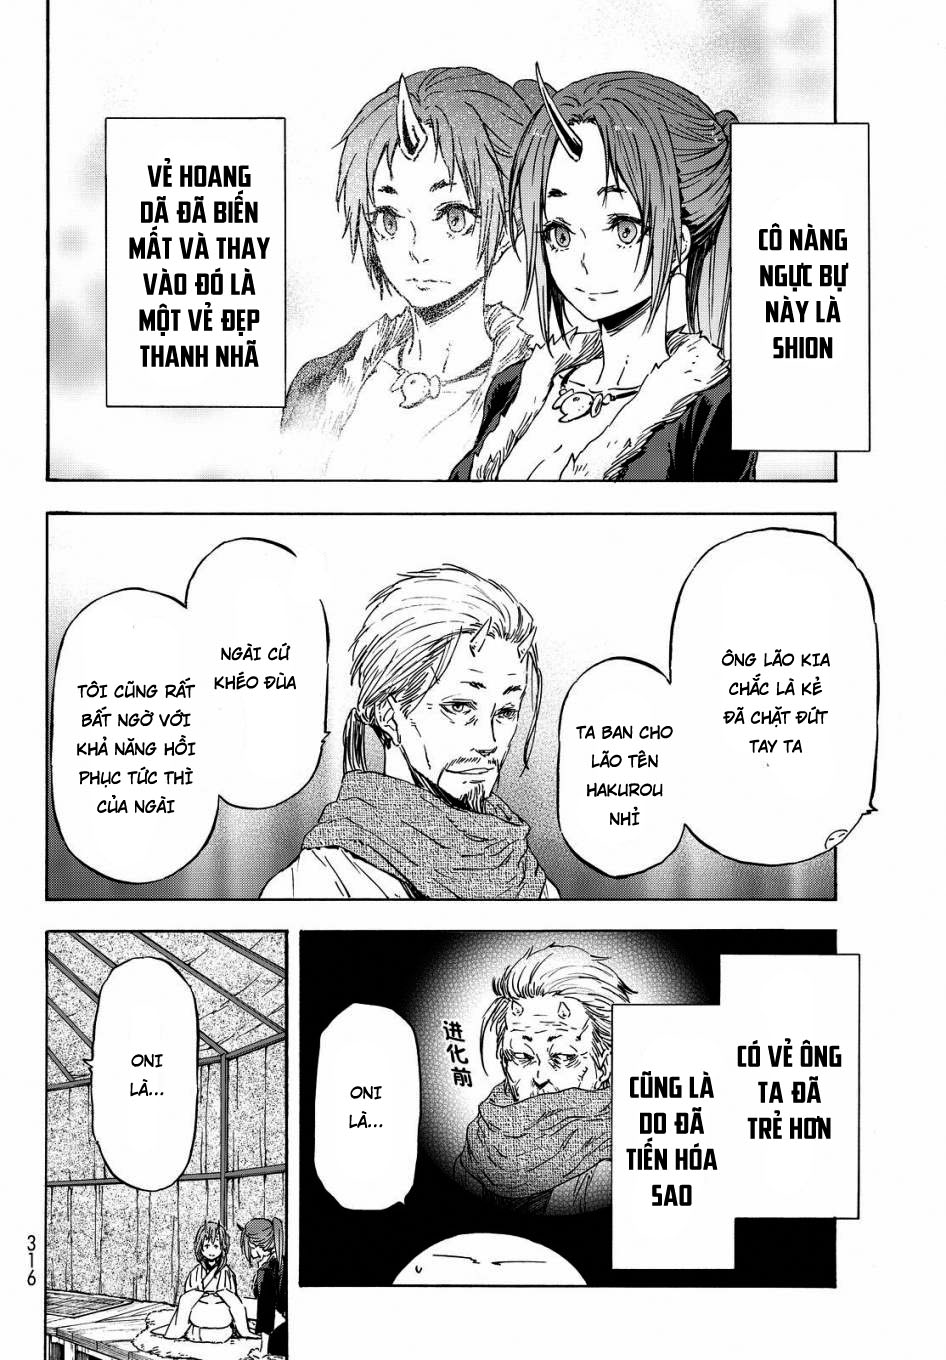 CÔ NÀNG
NGỰC BỰ
NÀY LÀ
SHION
VẺ HOANG
DÃ ĐÃ BIẾN
MẤT VÀ THAY
VÀO ĐÓ LÀ
MỘT VẺ ĐẸP
THANH NHÃ
ÔNG LÃO KIA
CHẮC LÀ KẺ
ĐÃ CHẶT ĐỨT
TAY TA
TA BAN CHO
LÃO TÊN
HAKUROU
NHỈ
NGÀI CỨ
KHÉO ĐÙA
TÔI CŨNG RẤT
BẤT NGỜ VỚI
KHẢ NĂNG HỒI
PHỤC TỨC THÌ
CỦA NGÀI
CÓ VẺ ÔNG
TA ĐÃ
TRẺ HƠN
CŨNG LÀ
DO ĐÃ
TIẾN HÓA
SAO
进化前
ONI
LÀ...
ONI
LÀ...
316